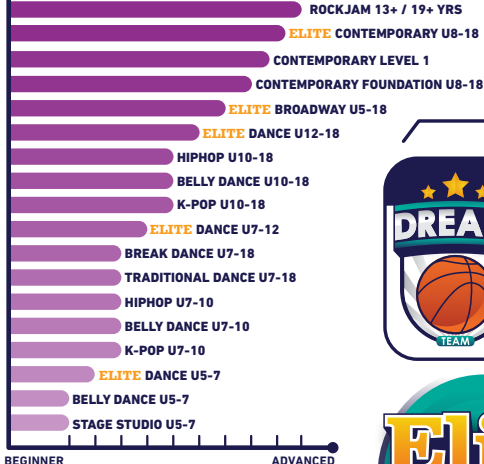 ROCKJAM 13+ / 19+ YRS
ELITE CONTEMPORARY U8-18
CONTEMPORARY LEVEL 1
CONTEMPORARY FOUNDATION U8-18
ELITE BROADWAY U5-18
ELITE DANCE U12-18
HIPHOP U10-18
BELLY DANCE U10-18
K-POP U10-18
ELITE DANCE U7-12
BREAK DANCE U7-18
TRADITIONAL DANCE U7-18
HIPHOP U7-10
BELLY DANCE U7-10
K-POP U7-10
ELITE DANCE U5-7
BELLY DANCE U5-7
STAGE STUDIO U5-7
BEGINNER ADVANCED
DREA
TEAM
Eli